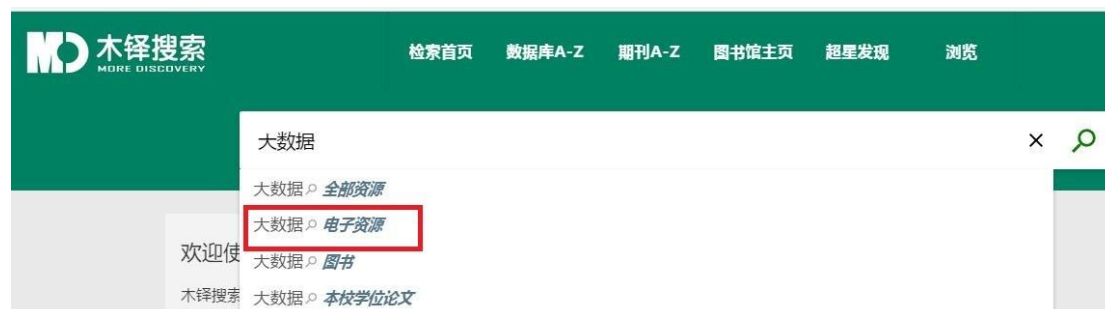 木铎搜索
MORE DISCOVERY
检索首页 数据库A-Z 期刊A-Z 图书馆主页 超星发现 浏览
大数据
大数据 全部资源
大数据 电子资源
欢迎使
大数据 图书
木铎搜索
大数据 本校学位论文